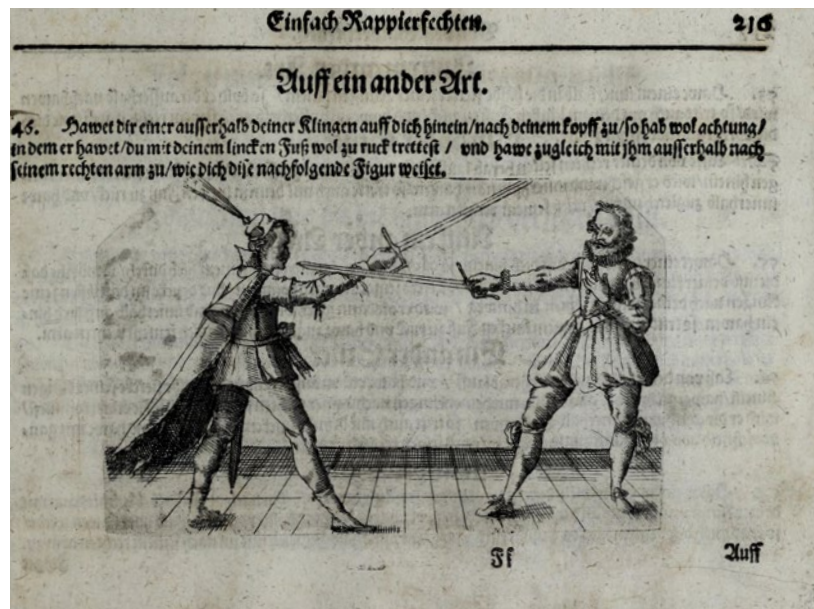 Einfach Rappierfechten. 216
Auff ein ander Art.
46. Hawet dir einer ausserhalb deiner Klingen auff dich hinein/nach deinem kopff zu/so hab wol achtung/
in dem er hawet/du mit deinem lincken Fuß wol zu ruck trettest/ und hawe zugleich mit jhm ausserhalb nach
seinem rechten arm zu/wie dich dise nachfolgende Figur weiset.
Ff Auff